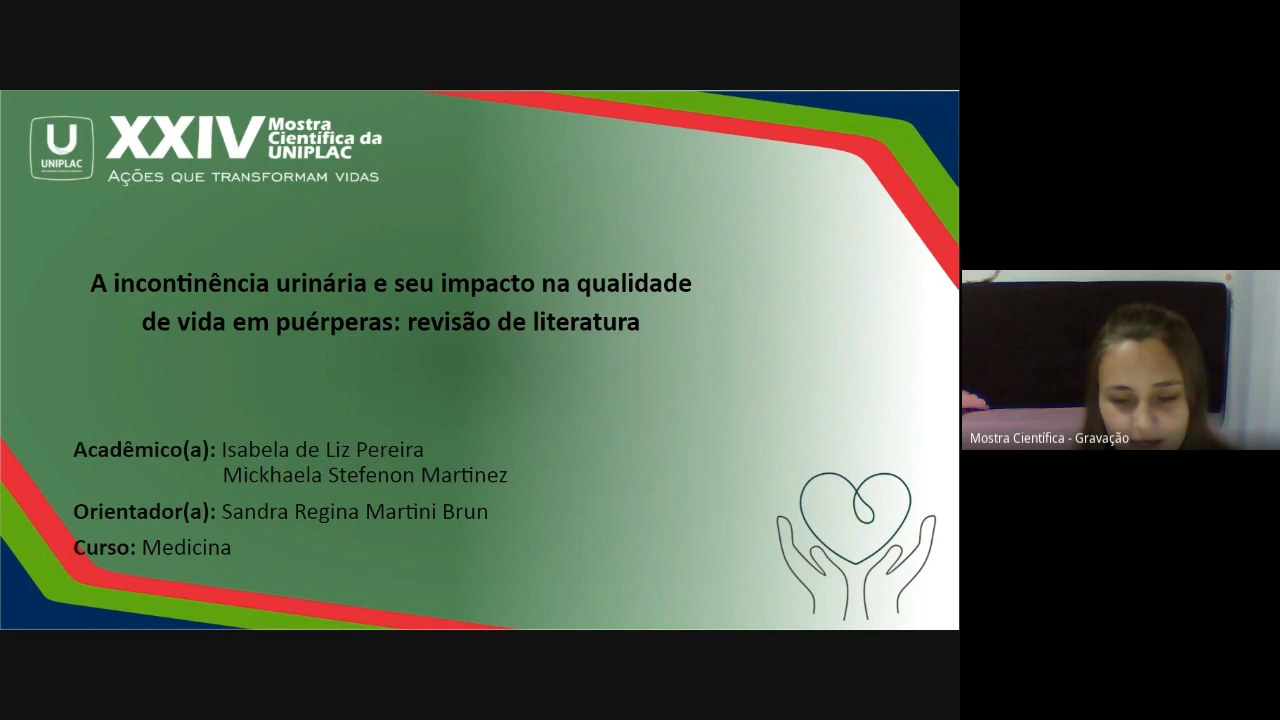 U
UNIPLAC
XXIV
Mostra
Científica da
UNIPLAC
AÇÕES QUE TRANSFORMAM VIDAS
A incontinência urinária e seu impacto na qualidade
de vida em puérperas: revisão de literatura
Acadêmico(a): Isabela de Liz Pereira
Mickhaela Stefenon Martinez
Orientador(a): Sandra Regina Martini Brun
Curso: Medicina
Mostra Científica - Gravação